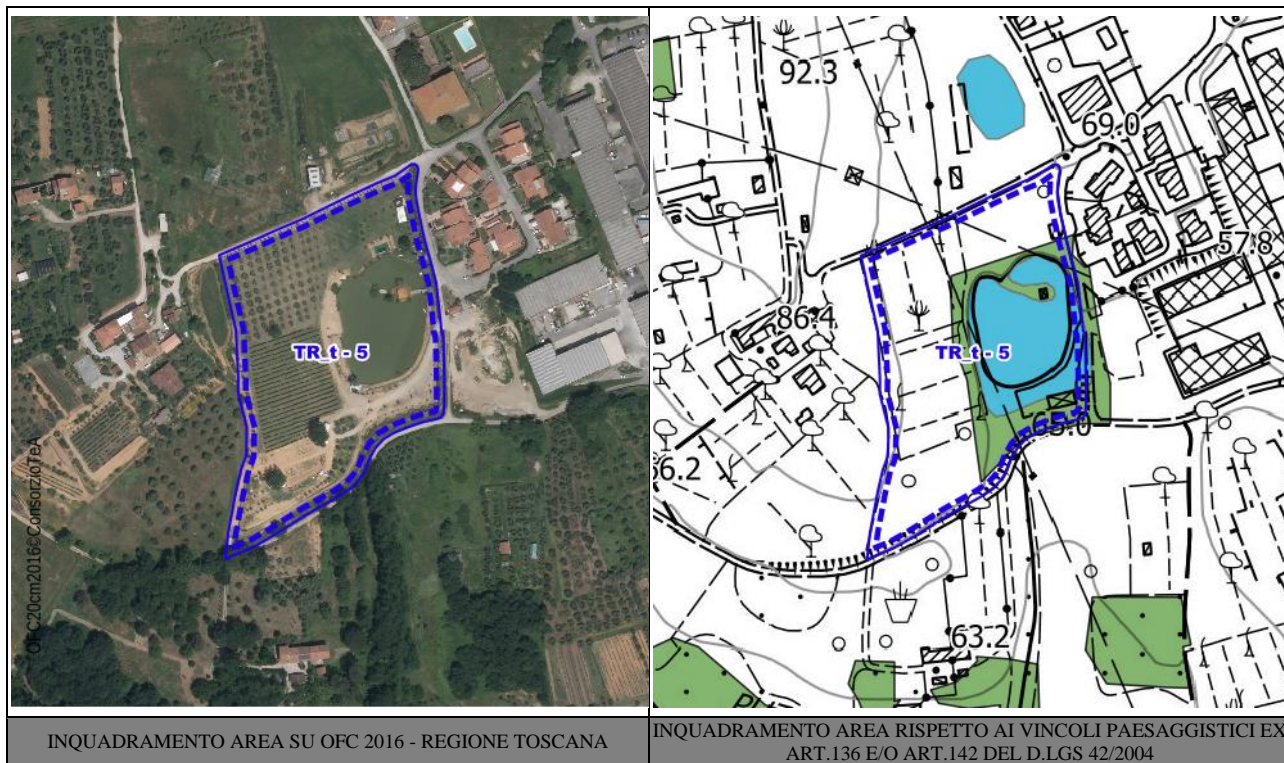 TR_t - 5
OFC20cm2016©ConsorzioTeA
92.3
69.0
57.8
86.4
TR_t - 5
65.0
66.2
63.2
INQUADRAMENTO AREA SU OFC 2016 - REGIONE TOSCANA
INQUADRAMENTO AREA RISPETTO AI VINCOLI PAESAGGISTICI EX
ART.136 E/O ART.142 DEL D.LGS 42/2004